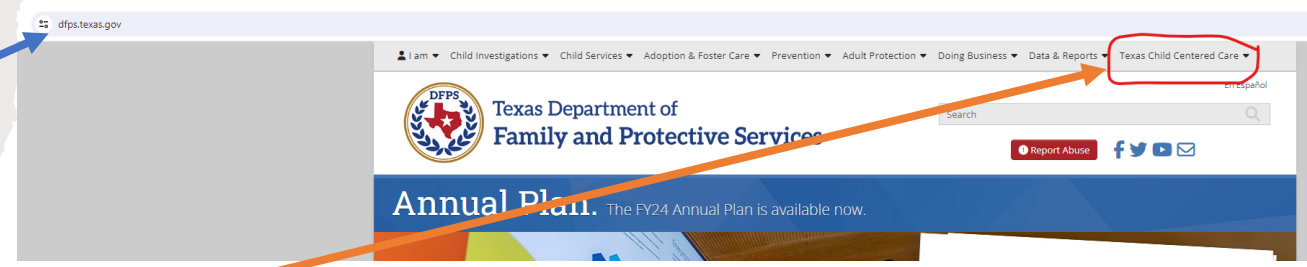 dfps.texas.gov
I am Child Investigations Child Services Adoption & Foster Care Prevention Adult Protection Doing Business Data & Reports Texas Child Centered Care
En Español
DFPS
Texas Department of
Family and Protective Services
Search
Report Abuse
Annual Plan. The FY24 Annual Plan is available now.